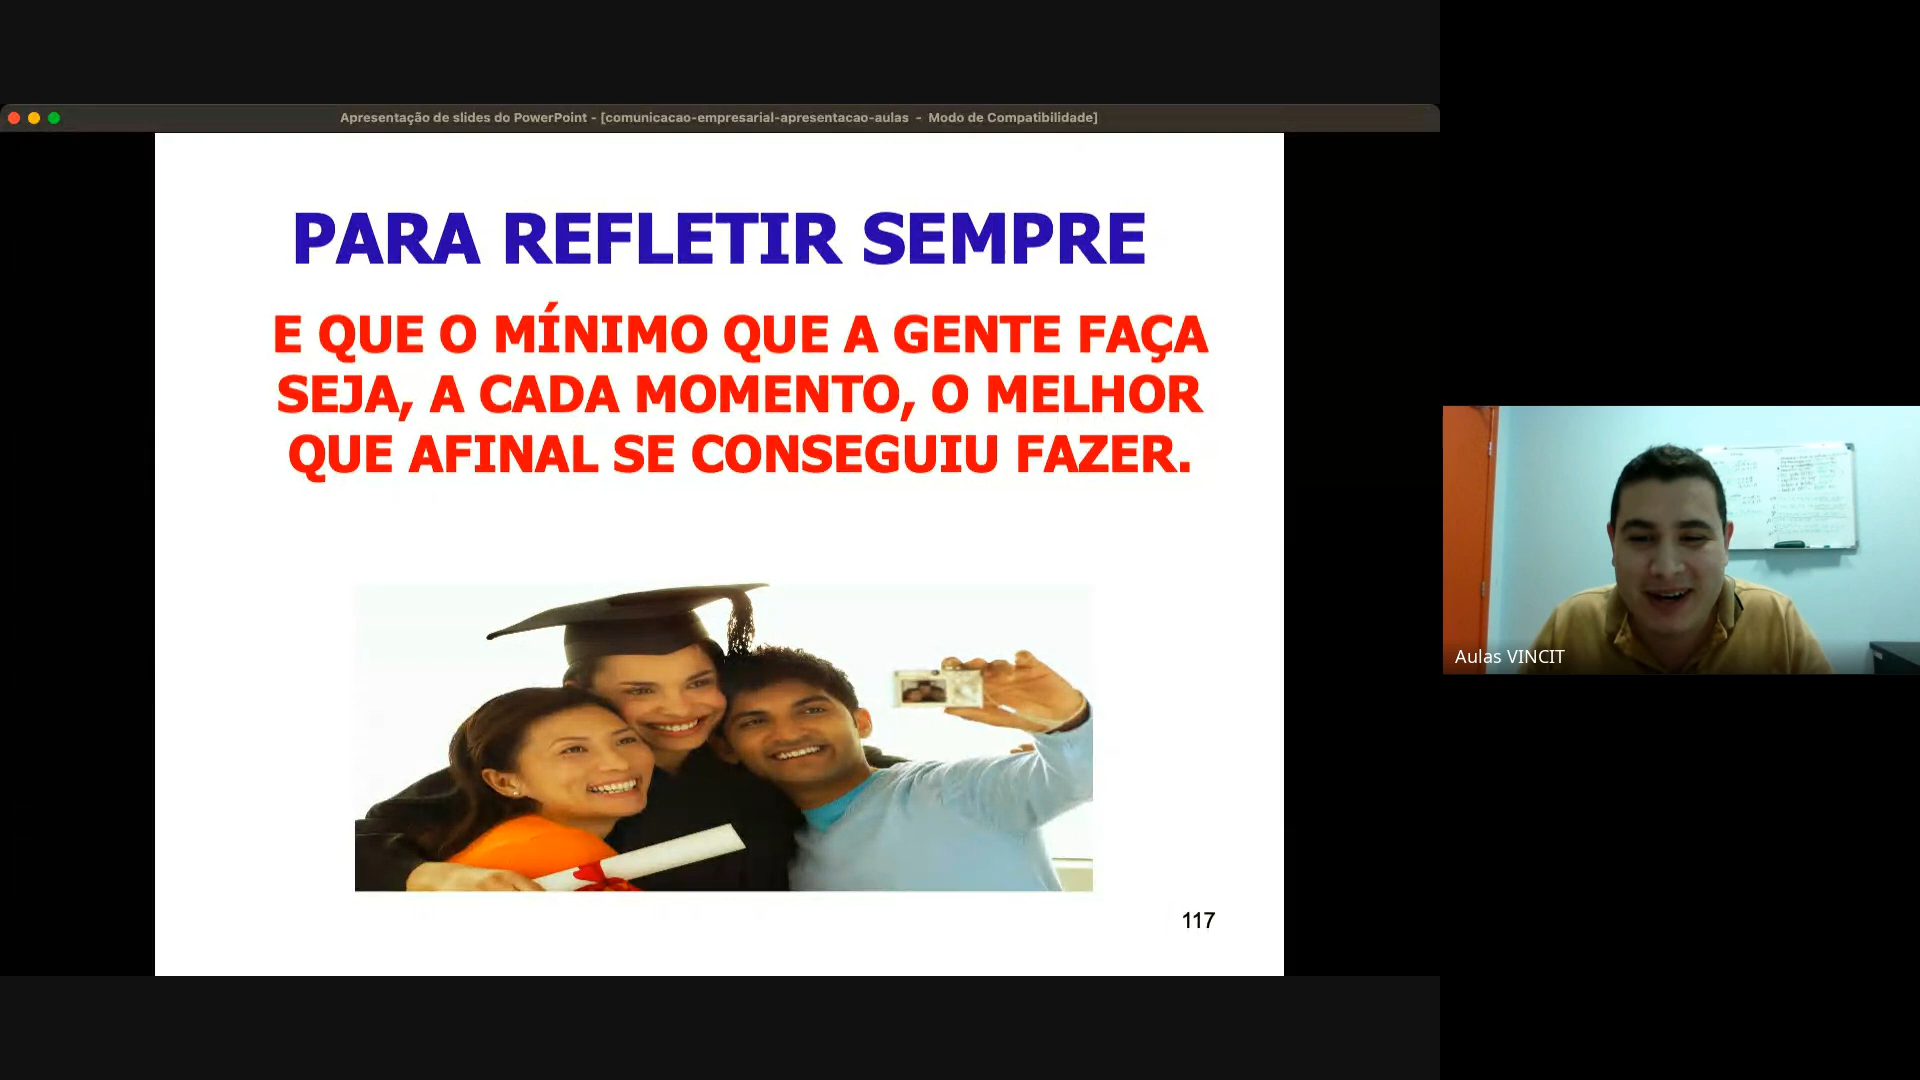 Apresentação de slides do PowerPoint - [comunicacao-empresarial-apresentacao-aulas - Modo de Compatibilidade]
PARA REFLETIR SEMPRE
E QUE O MÍNIMO QUE A GENTE FAÇA
SEJA, A CADA MOMENTO, O MELHOR
QUE AFINAL SE CONSEGUIU FAZER.
117
Aulas VINCIT